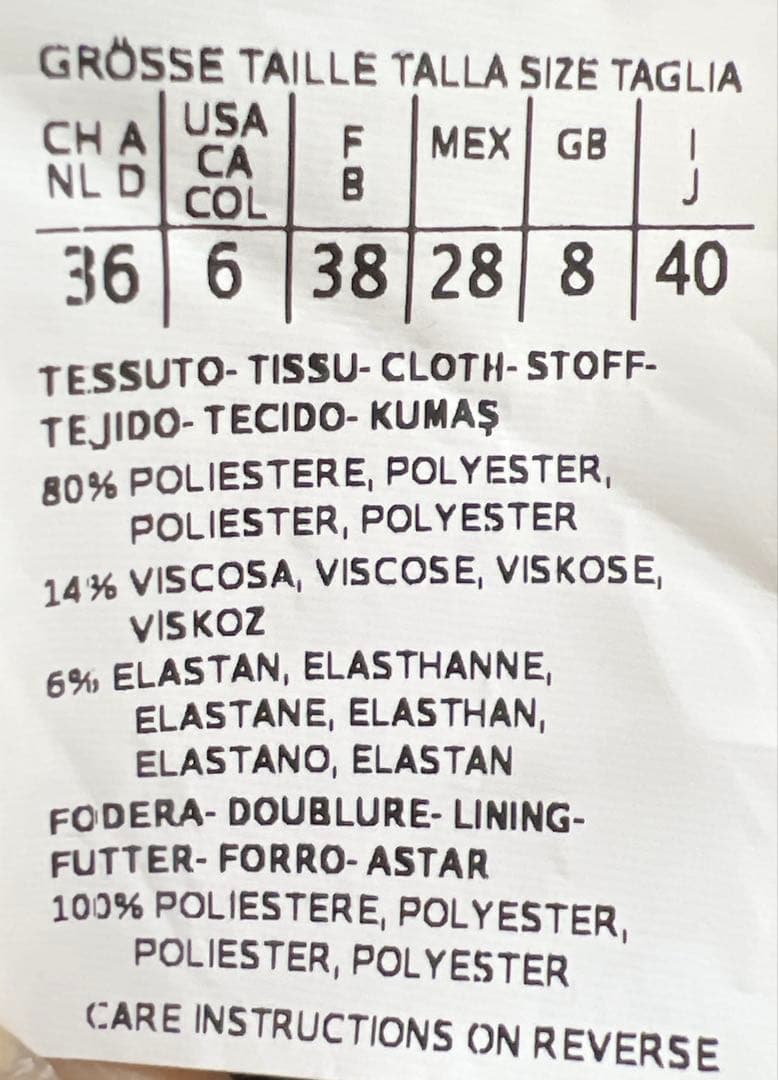 GRÖSSE TAILLE TALLA SIZE TAGLIA
CH A NL D | USA CA COL | F B | MEX | GB | I J
36 | 6 | 38 | 28 | 8 | 40
TESSUTO- TISSU- CLOTH- STOFF-
TEJIDO- TECIDO- KUMAŞ
80% POLIESTERE, POLYESTER,
POLIESTER, POLYESTER
14% VISCOSA, VISCOSE, VISKOSE,
VISKOZ
6% ELASTAN, ELASTHANNE,
ELASTANE, ELASTHAN,
ELASTANO, ELASTAN
FODERA- DOUBLURE- LINING-
FUTTER- FORRO- ASTAR
100% POLIESTERE, POLYESTER,
POLIESTER, POLYESTER
CARE INSTRUCTIONS ON REVERSE